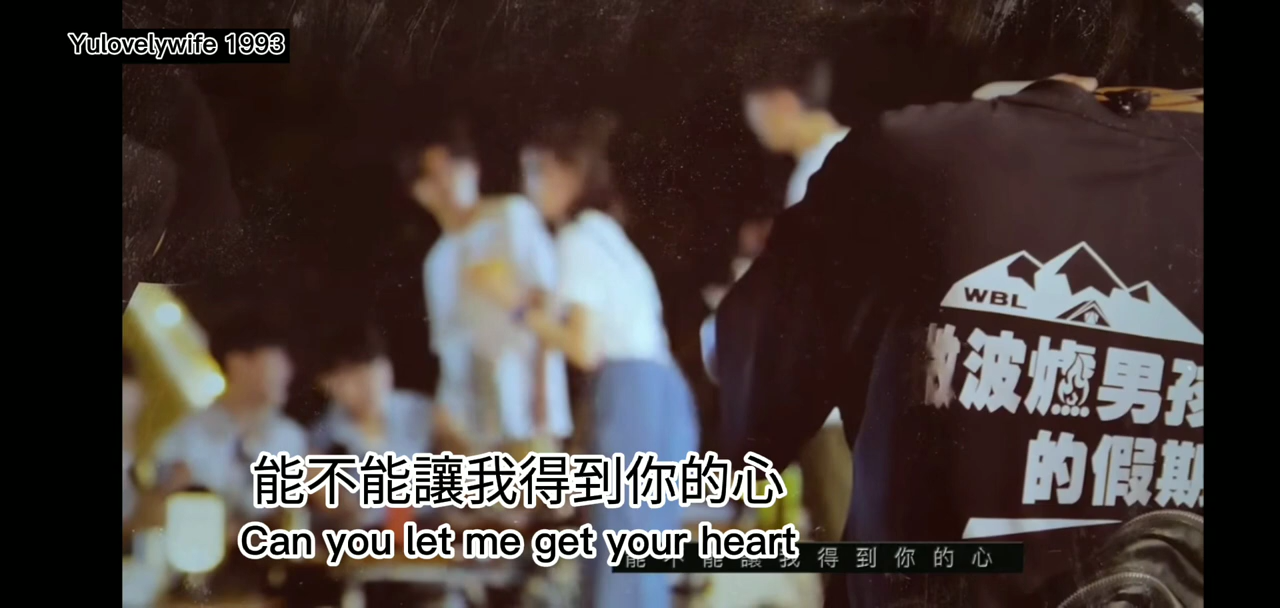 Yulovelywife 1993
WBL
微波爐男孩
的假期
能不能讓我得到你的心
Can you let me get your heart
能不能讓我得到你的心